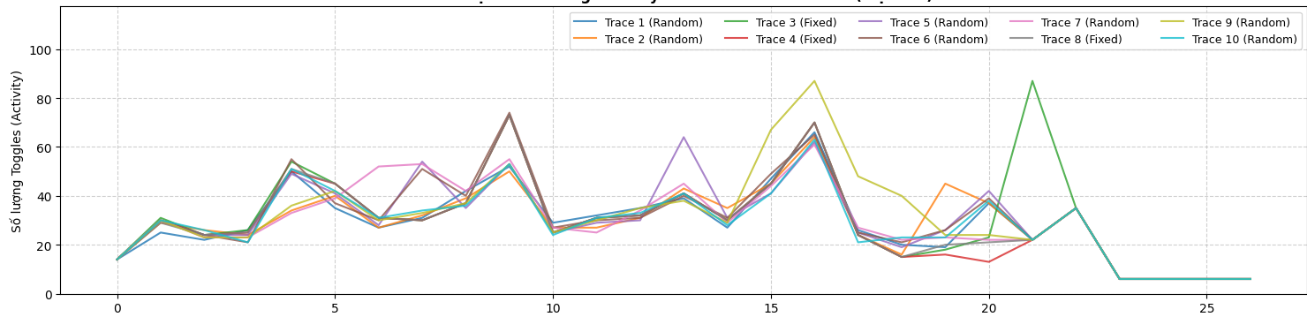 Trace 1 (Random) Trace 3 (Fixed) Trace 5 (Random) Trace 7 (Random) Trace 9 (Random)
Trace 2 (Random) Trace 4 (Fixed) Trace 6 (Random) Trace 8 (Fixed) Trace 10 (Random)
Số lượng Toggles (Activity)
100
80
60
40
20
0
0 5 10 15 20 25